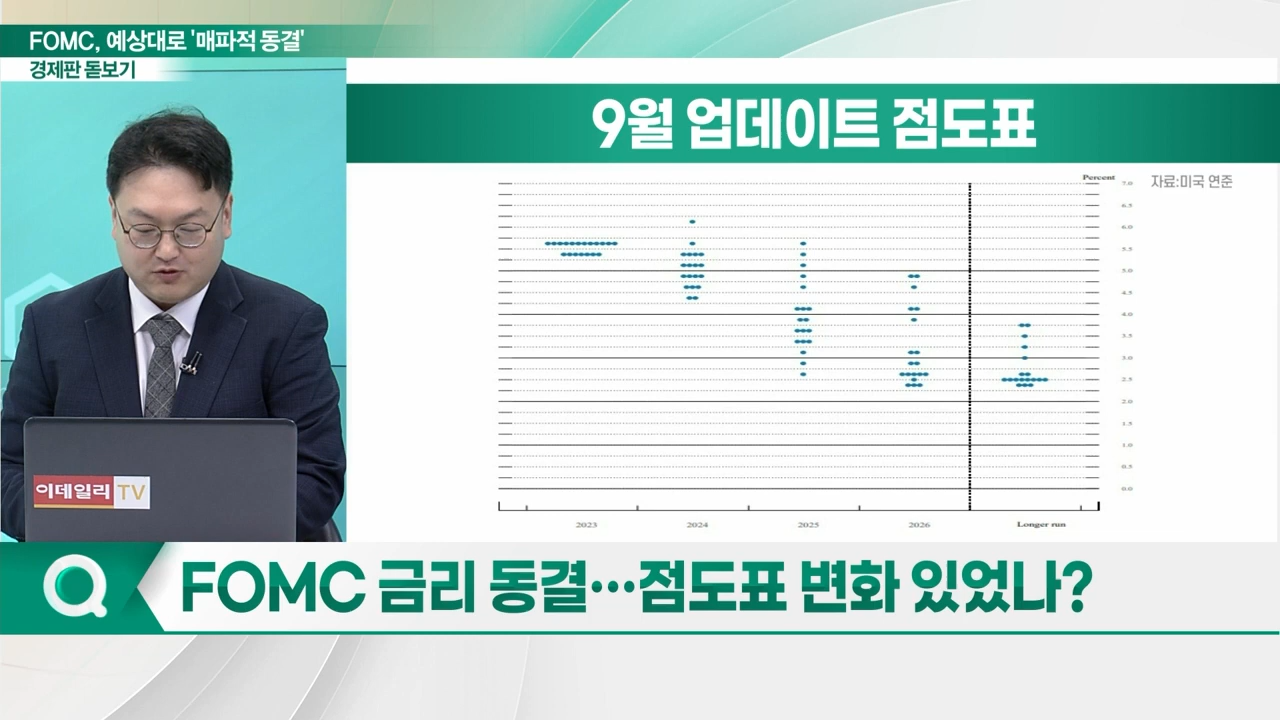 FOMC, 예상대로 '매파적 동결'
경제판 돋보기
9월 업데이트 점도표
Percent
자료:미국 연준
7.0
6.5
6.0
5.5
5.0
4.5
4.0
3.5
3.0
2.5
2.0
1.5
1.0
0.5
0.0
2023 2024 2025 2026 Longer run
이데일리 TV
FOMC 금리 동결…점도표 변화 있었나?